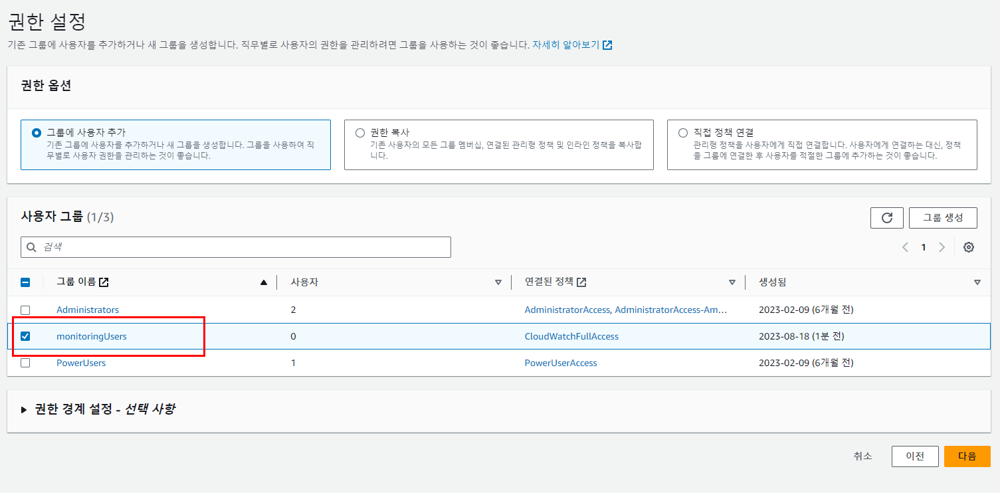 권한 설정
기존 그룹에 사용자를 추가하거나 새 그룹을 생성합니다. 직무별로 사용자의 권한을 관리하려면 그룹을 사용하는 것이 좋습니다. 자세히 알아보기
권한 옵션
그룹에 사용자 추가
기존 그룹에 사용자를 추가하거나 새 그룹을 생성합니다. 그룹을 사용하여 직
무별로 사용자 권한을 관리하는 것이 좋습니다.
권한 복사
기존 사용자의 모든 그룹 멤버십, 연결된 관리형 정책 및 인라인 정책을 복사합
니다.
직접 정책 연결
관리형 정책을 사용자에게 직접 연결합니다. 사용자에게 연결하는 대신, 정책
을 그룹에 연결한 후 사용자를 적절한 그룹에 추가하는 것이 좋습니다.
사용자 그룹 (1/3)
그룹 생성
검색
1
그룹 이름 사용자 연결된 정책 생성됨
Administrators 2 AdministratorAccess, AdministratorAccess-Am... 2023-02-09 (6개월 전)
monitoringUsers 0 CloudWatchFullAccess 2023-08-18 (1분 전)
PowerUsers 1 PowerUserAccess 2023-02-09 (6개월 전)
권한 경계 설정 - 선택 사항
취소 이전 다음